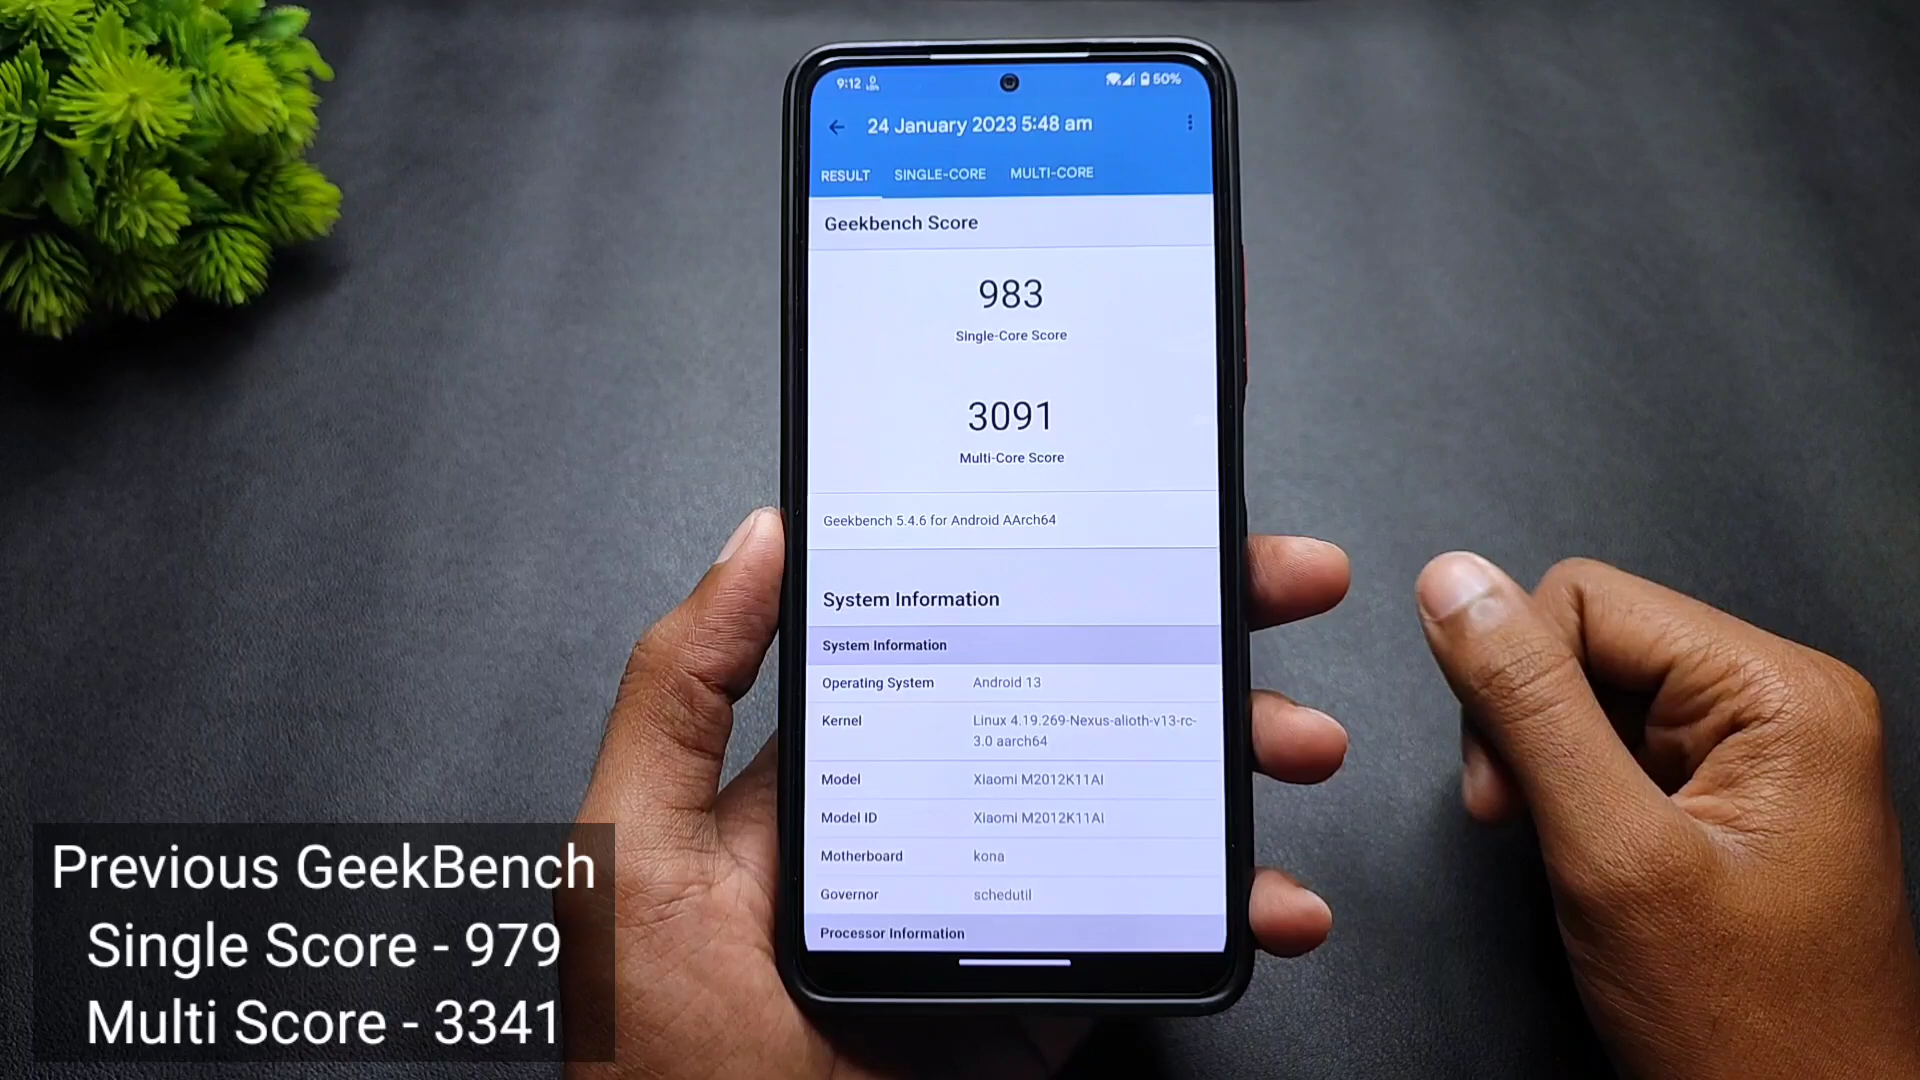 9:12 0 KB/s 50%
24 January 2023 5:48 am
RESULT SINGLE-CORE MULTI-CORE
Geekbench Score
983
Single-Core Score
3091
Multi-Core Score
Geekbench 5.4.6 for Android AArch64
System Information
System Information
Operating System Android 13
Kernel Linux 4.19.269-Nexus-alioth-v13-rc-
3.0 aarch64
Model Xiaomi M2012K11AI
Model ID Xiaomi M2012K11AI
Motherboard kona
Governor schedutil
Processor Information
Previous GeekBench
Single Score - 979
Multi Score - 3341